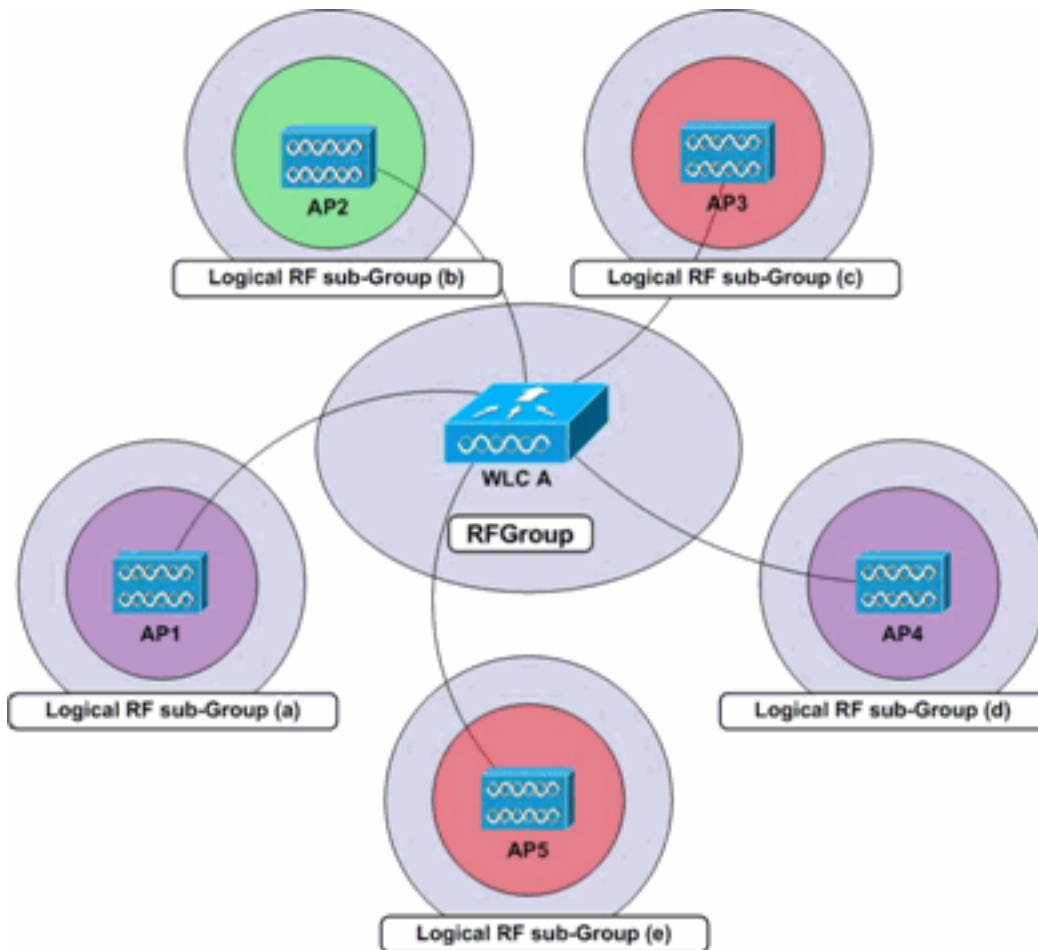 AP2
AP3
Logical RF sub-Group (b)
Logical RF sub-Group (c)
WLC A
RFGroup
AP1
AP4
Logical RF sub-Group (a)
Logical RF sub-Group (d)
AP5
Logical RF sub-Group (e)